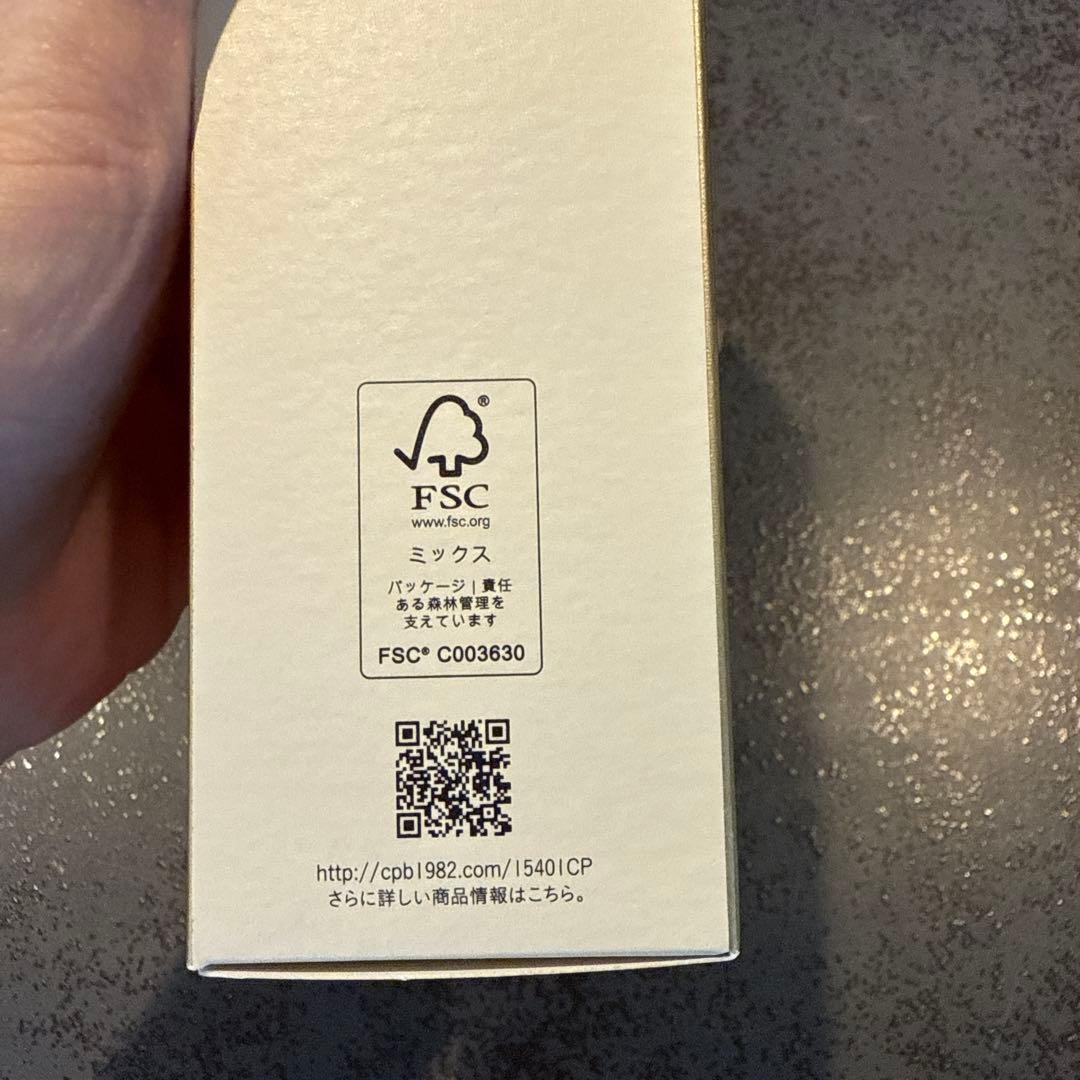 ®
FSC
www.fsc.org
ミックス
パッケージ | 責任
ある森林管理を
支えています
FSC® C003630
http://cpb1982.com/15401CP
さらに詳しい商品情報はこちら。